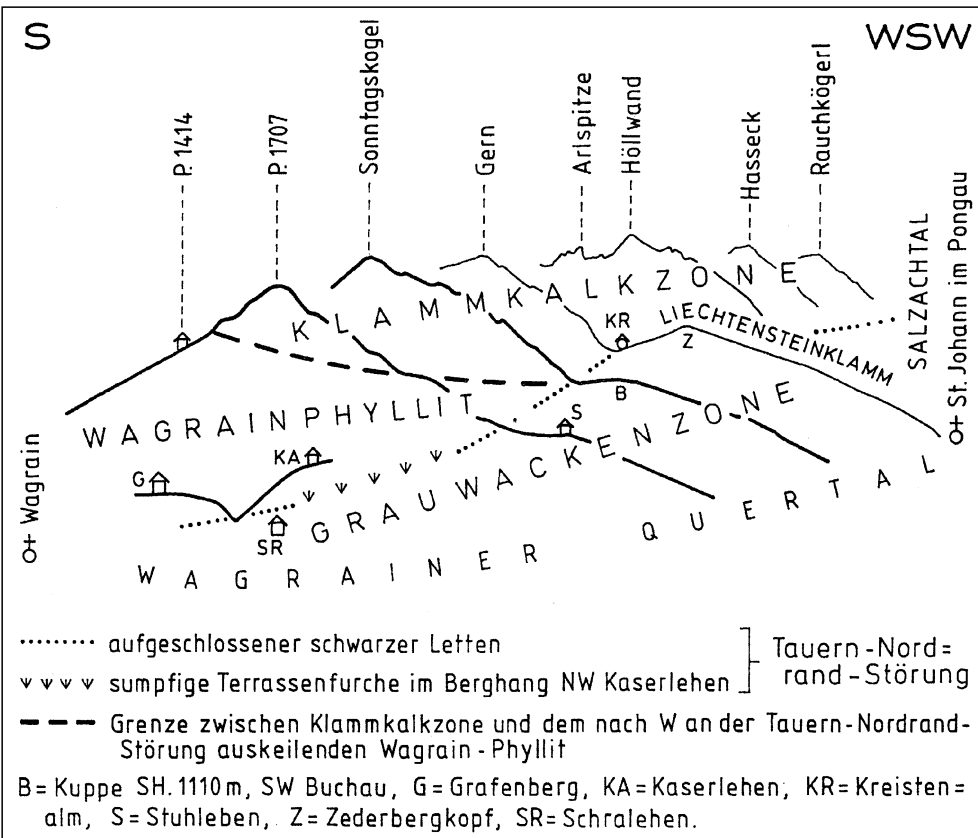 S
WSW
P.1414
P.1707
Sonntagskogel
Gern
Arlspitze
Höllwand
Hasseck
Rauchkögerl
SALZACHTAL
St. Johann im Pongau
KLAMMKALKZONE
KR
LIECHTENSTEINKLAMM
Z
B
WAGRAINPHYLLIT
S
KA
G
GRAUWACKENZONE
SR
Wagrain
WAGRAINER QUERTAL
aufgeschlossener schwarzer Letten
sumpfige Terrassenfurche im Berghang NW Kaserlehen
Tauern-Nord=
rand-Störung
Grenze zwischen Klammkalkzone und dem nach W an der Tauern-Nordrand-
Störung auskeilenden Wagrain-Phyllit
B= Kuppe SH. 1110 m, SW Buchau, G= Grafenberg, KA= Kaserlehen, KR= Kreisten=
alm, S= Stuhleben, Z= Zederbergkopf, SR= Schralehen.